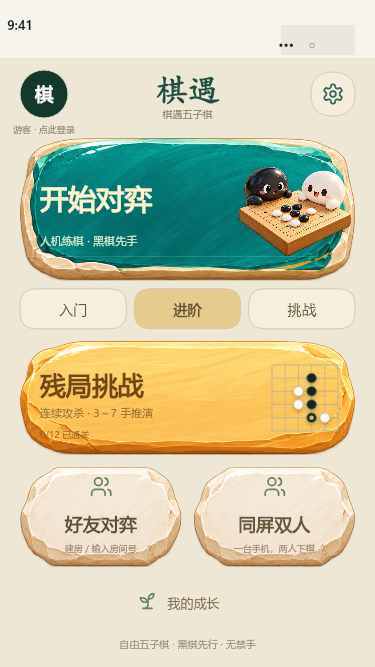 9:41
棋
棋遇
棋遇五子棋
游客 · 点此登录
开始对弈
人机练棋 · 黑棋先手
入门
进阶
挑战
残局挑战
连续攻杀 · 3~7 手推演
0/12 已通关
好友对弈
建房 / 输入房间号
同屏双人
一台手机，两人下棋
我的成长
自由五子棋 · 黑棋先行 · 无禁手